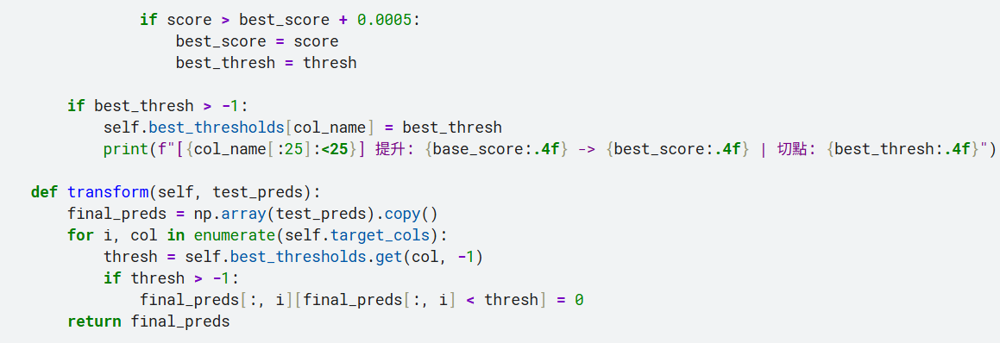 if score > best_score + 0.0005:
best_score = score
best_thresh = thresh
if best_thresh > -1:
self.best_thresholds[col_name] = best_thresh
print(f"[{col_name[:25]:<25}] 提升: {base_score:.4f} -> {best_score:.4f} | 切點: {best_thresh:.4f}")
def transform(self, test_preds):
final_preds = np.array(test_preds).copy()
for i, col in enumerate(self.target_cols):
thresh = self.best_thresholds.get(col, -1)
if thresh > -1:
final_preds[:, i][final_preds[:, i] < thresh] = 0
return final_preds